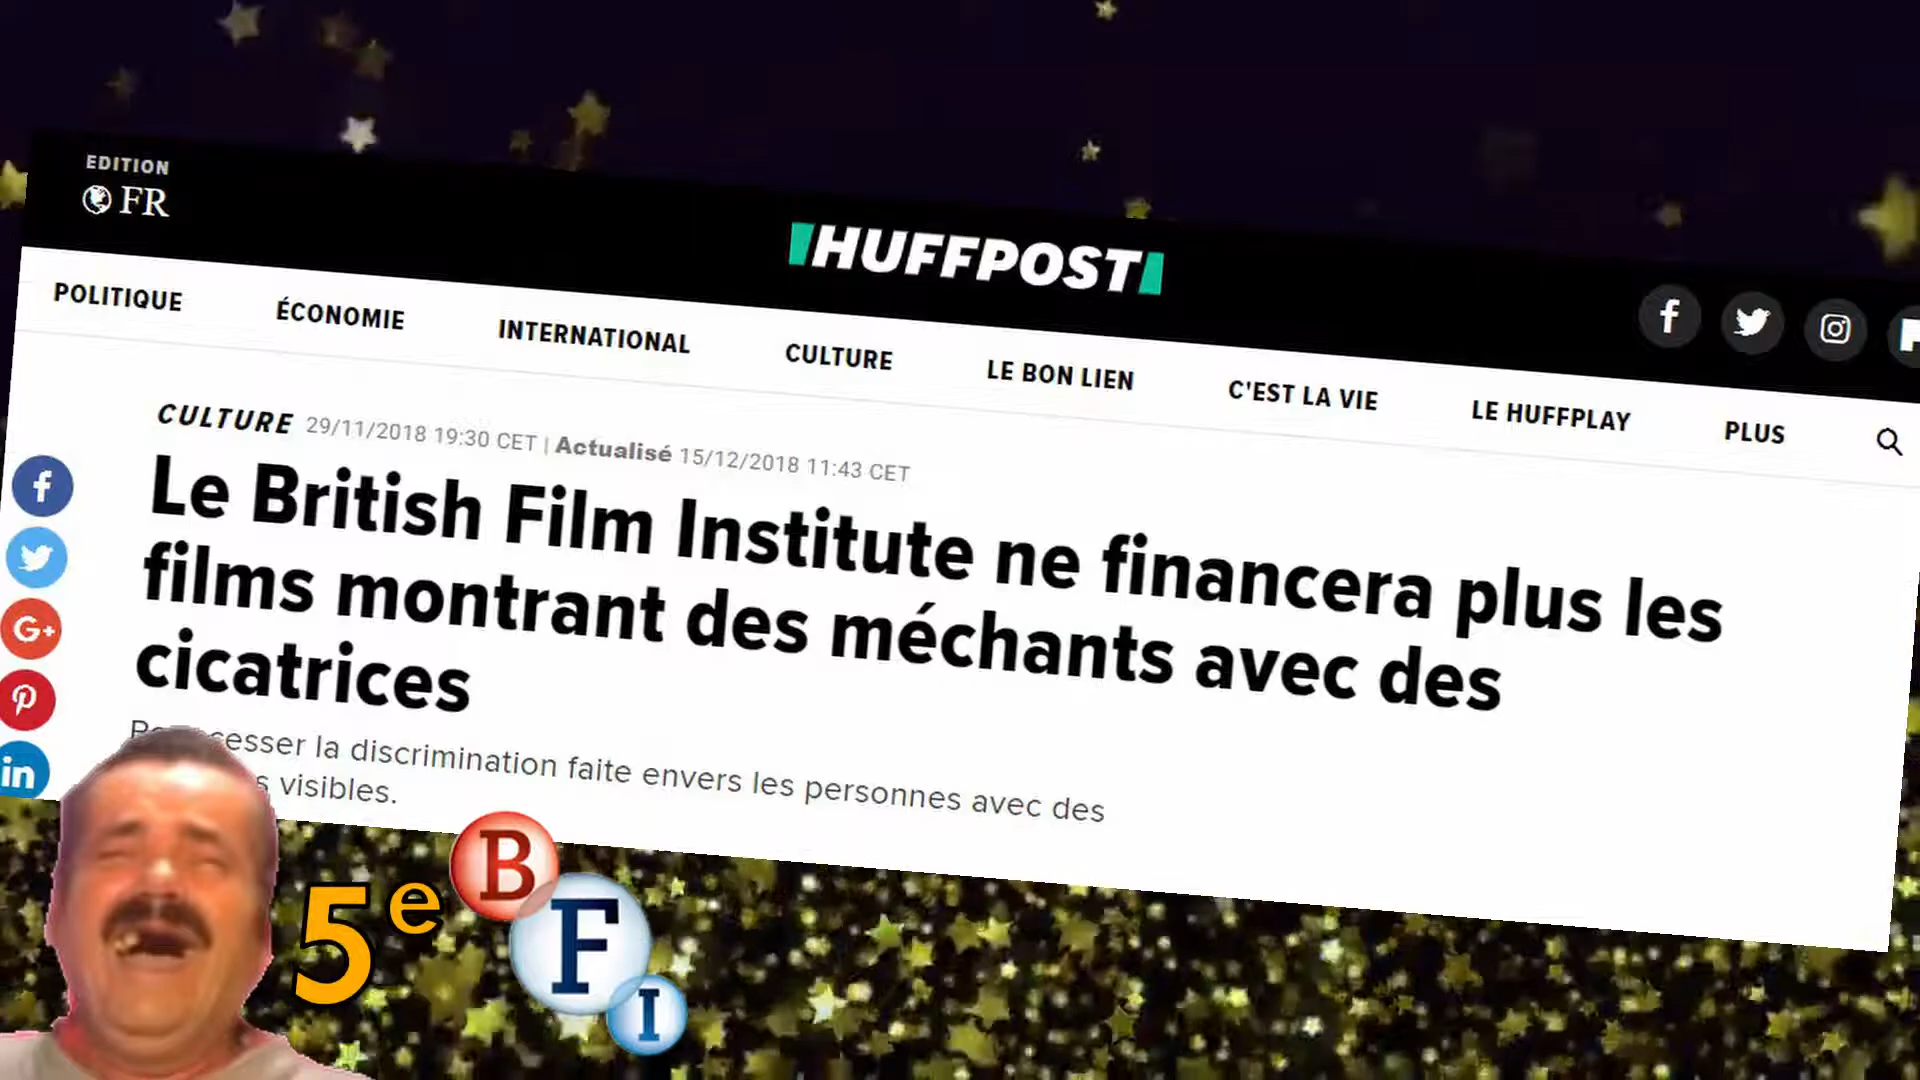 EDITION
FR
HUFFPOST
POLITIQUE ÉCONOMIE INTERNATIONAL CULTURE LE BON LIEN C'EST LA VIE LE HUFFPLAY PLUS
CULTURE 29/11/2018 19:30 CET | Actualisé 15/12/2018 11:43 CET
Le British Film Institute ne financera plus les
films montrant des méchants avec des
cicatrices
cesser la discrimination faite envers les personnes avec des
visibles.
5e
BFI